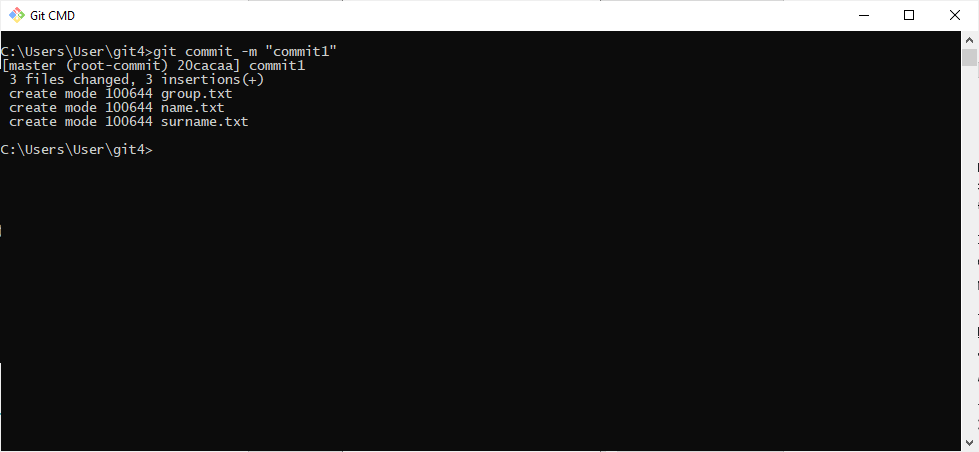 Git CMD
C:\Users\User\git4>git commit -m "commit1"
[master (root-commit) 20cacaa] commit1
 3 files changed, 3 insertions(+)
 create mode 100644 group.txt
 create mode 100644 name.txt
 create mode 100644 surname.txt
C:\Users\User\git4>